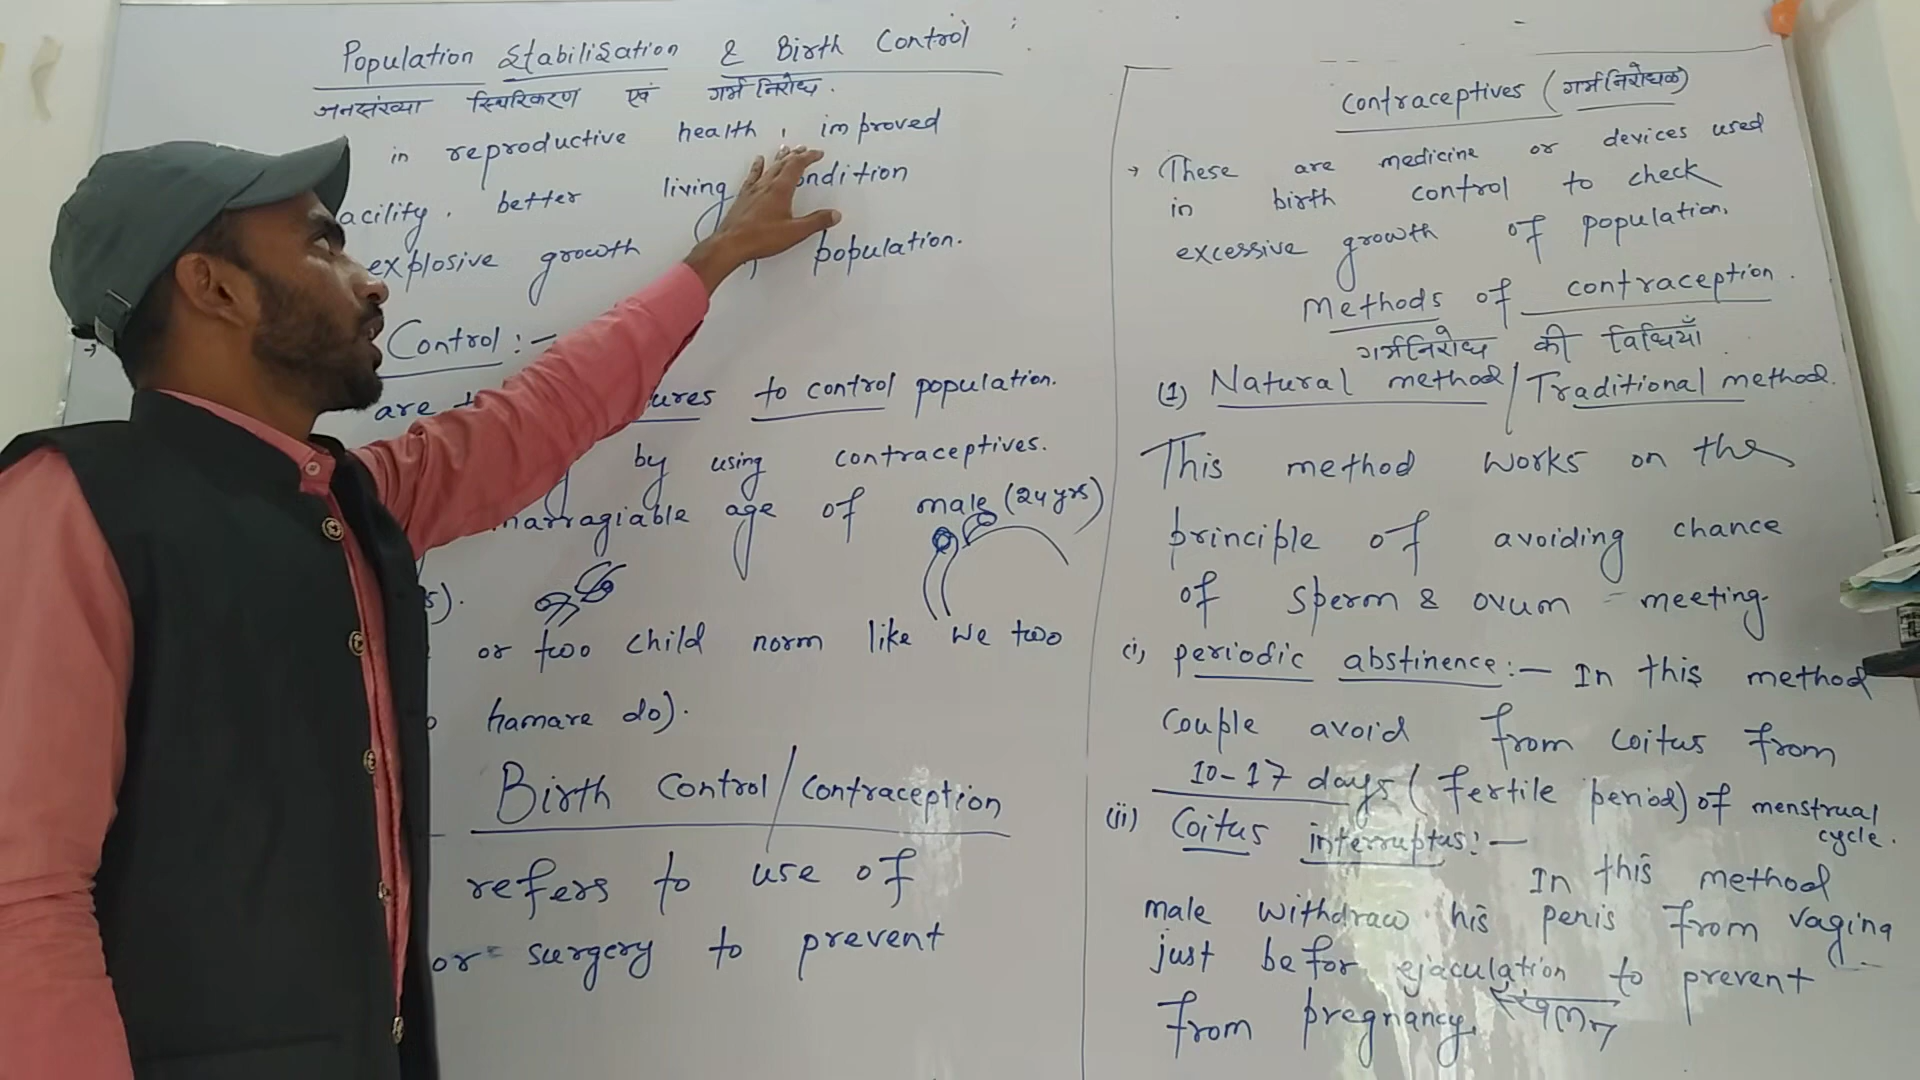 Population Stabilisation & Birth Control
जनसंख्या स्थिरिकरण एवं गर्भनिरोध.
in reproductive health, improved
acility, better living ondition
explosive growth population.
Control :-
are to control population.
by using contraceptives.
marragiable age of male (24 yrs)
s).
or two child norm like we two
hamare do).
Birth Control / Contraception
refers to use of
or surgery to prevent
Contraceptives (गर्भनिरोधक)
→ These are medicine or devices used
in birth control to check
excessive growth of population,
Methods of contraception.
गर्भनिरोध की विधियाँ
(1) Natural method / Traditional method.
This method works on the
principle of avoiding chance
of sperm & ovum meeting.
(i) periodic abstinence :- In this method
Couple avoid from coitus from
10-17 days (fertile period) of menstrual
cycle.
(ii) Coitus interruptus :-
In this method
male withdraw his penis from vagina
just befor ejaculation to prevent
स्खलन
from pregnancy.